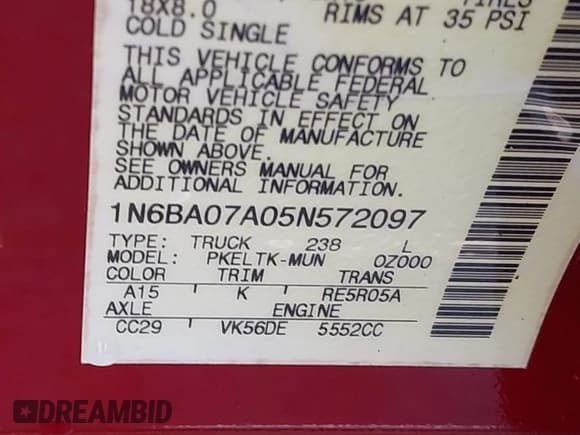 18X8.0 RIMS AT 35 PSI
COLD SINGLE
THIS VEHICLE CONFORMS TO
ALL APPLICABLE FEDERAL
MOTOR VEHICLE SAFETY
STANDARDS IN EFFECT ON
THE DATE OF MANUFACTURE
SHOWN ABOVE.
SEE OWNERS MANUAL FOR
ADDITIONAL INFORMATION
1N6BA07A05N572097
TYPE: TRUCK 238 L
MODEL: PKELTK-MUN 0Z000
COLOR TRIM TRANS
A15 K RE5R05A
AXLE ENGINE
CC29 VK56DE 5552CC
DREAMBID